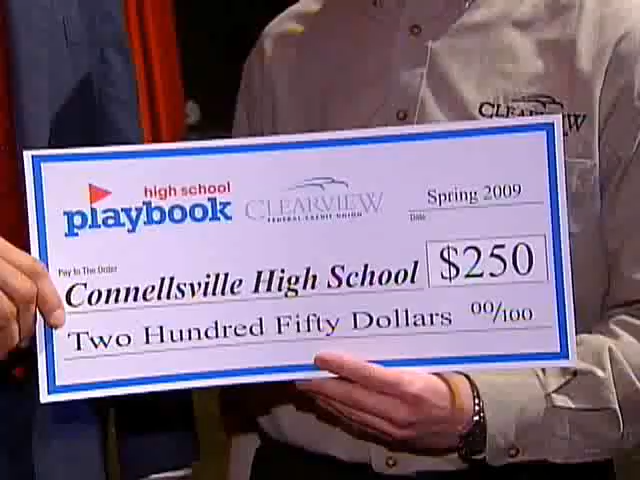 CLEARVIEW
high school
playbook
CLEARVIEW
FEDERAL CREDIT UNION
Spring 2009
Date
Pay to The Order
Connellsville High School
$250
Two Hundred Fifty Dollars 00/100